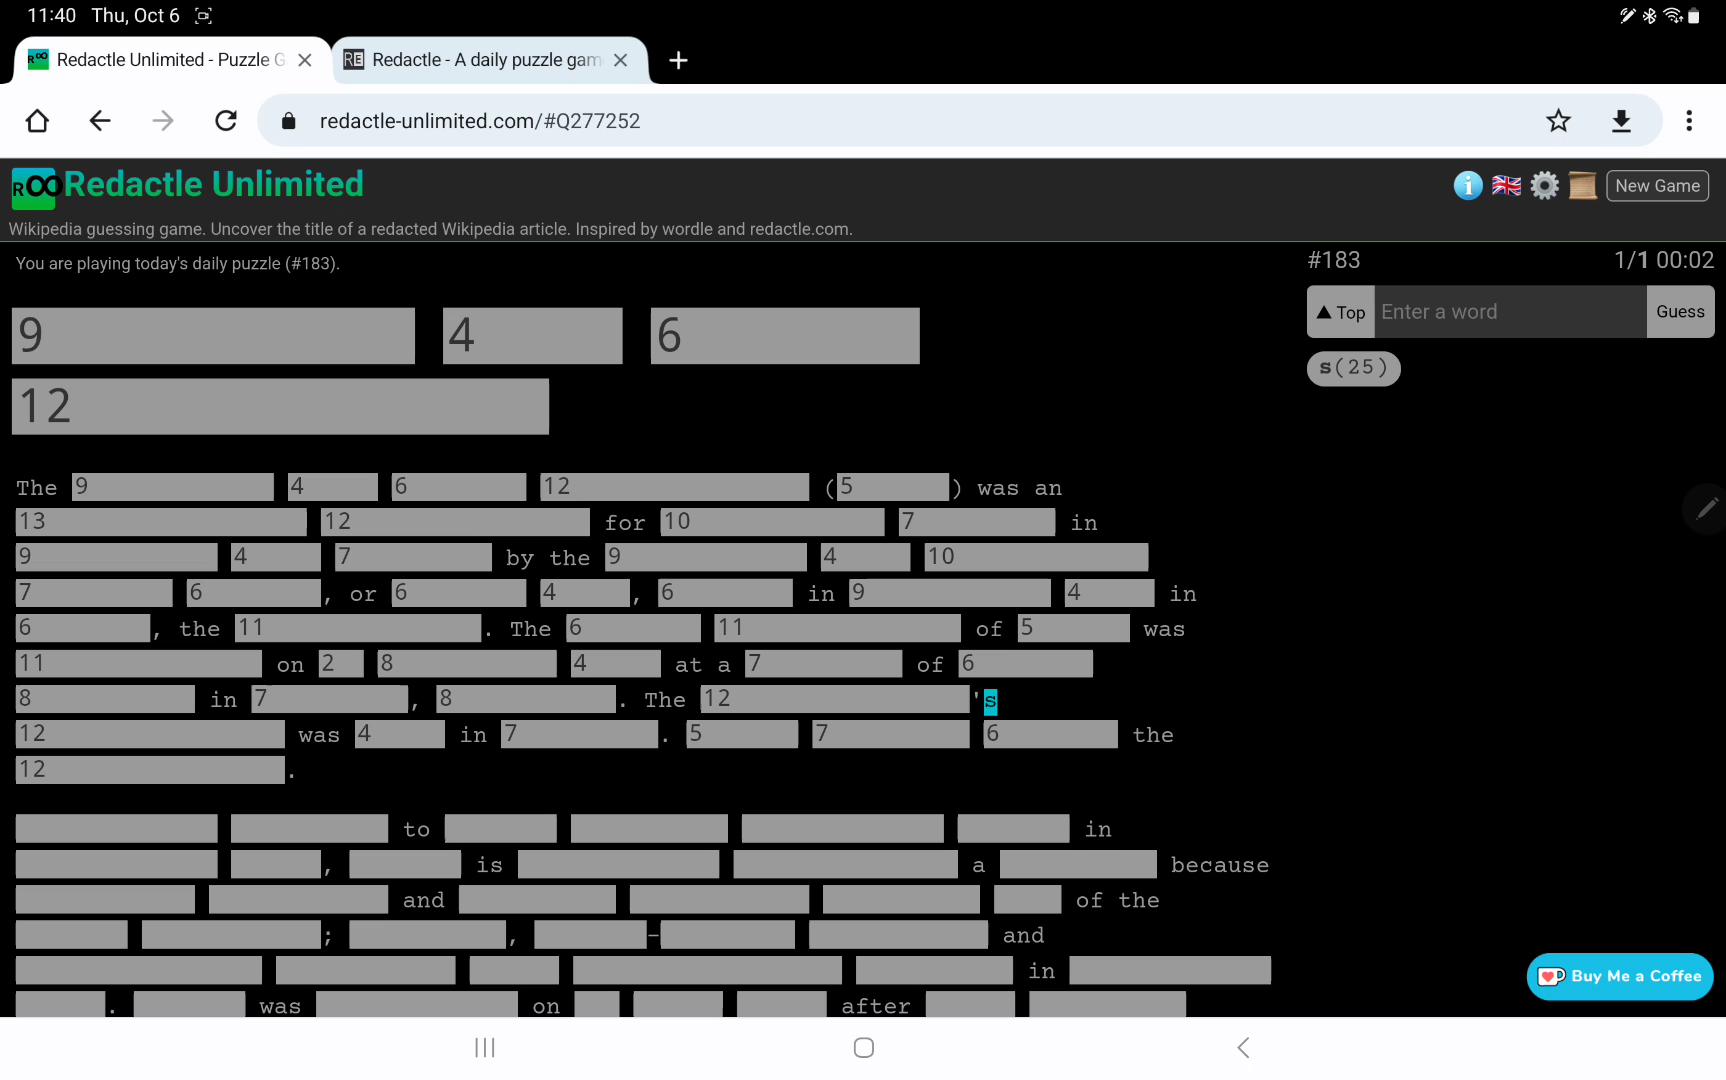 11:40 Thu, Oct 6
Redactle Unlimited - Puzzle G
Redactle - A daily puzzle gam
redactle-unlimited.com/#Q277252
Redactle Unlimited
New Game
Wikipedia guessing game. Uncover the title of a redacted Wikipedia article. Inspired by wordle and redactle.com.
You are playing today's daily puzzle (#183).
#183 1/1 00:02
▲ Top Enter a word Guess
s(25)
9 4 6
12
The 9 4 6 12 (5) was an
13 12 for 10 7 in
9 4 7 by the 9 4 10
7 6, or 6 4, 6 in 9 4 in
6, the 11. The 6 11 of 5 was
11 on 2 8 4 at a 7 of 6
8 in 7, 8. The 12's
12 was 4 in 7. 5 7 6 the
12.
to in
, is a because
and of the
; , - and
in
. was on after
Buy Me a Coffee